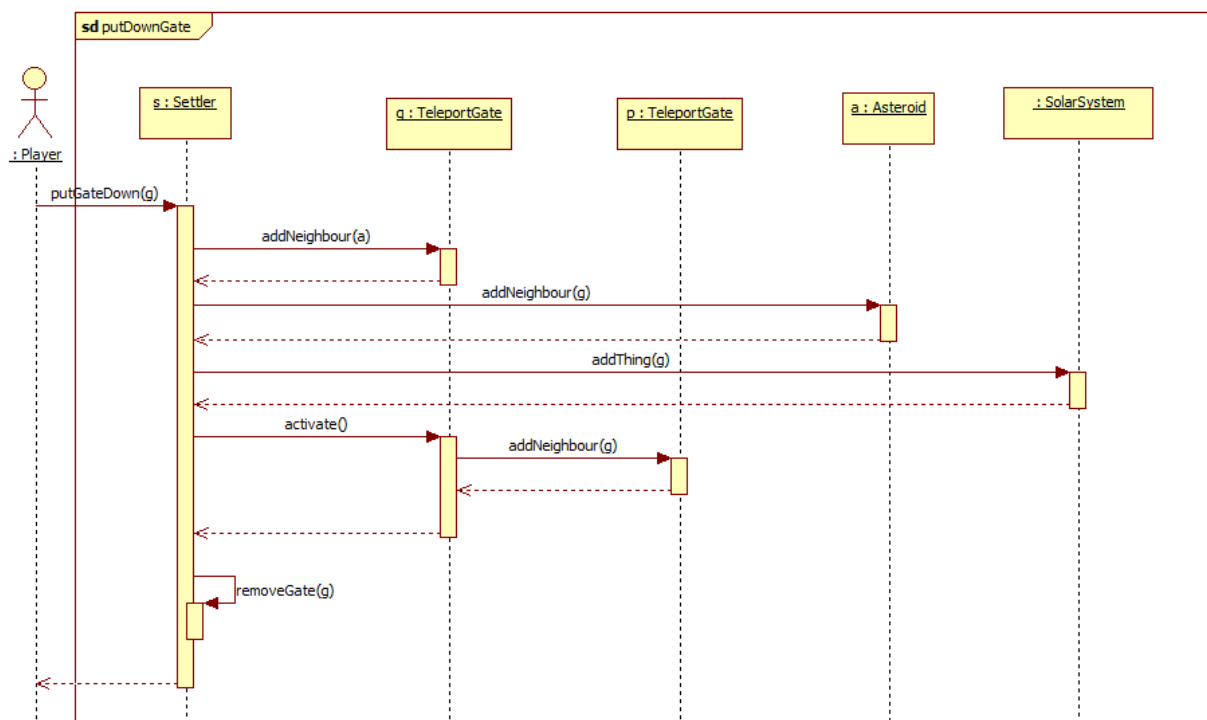 sd putDownGate
s : Settler
g : TeleportGate
p : TeleportGate
a : Asteroid
: SolarSystem
: Player
putGateDown(g)
addNeighbour(a)
addNeighbour(g)
addThing(g)
activate()
addNeighbour(g)
removeGate(g)